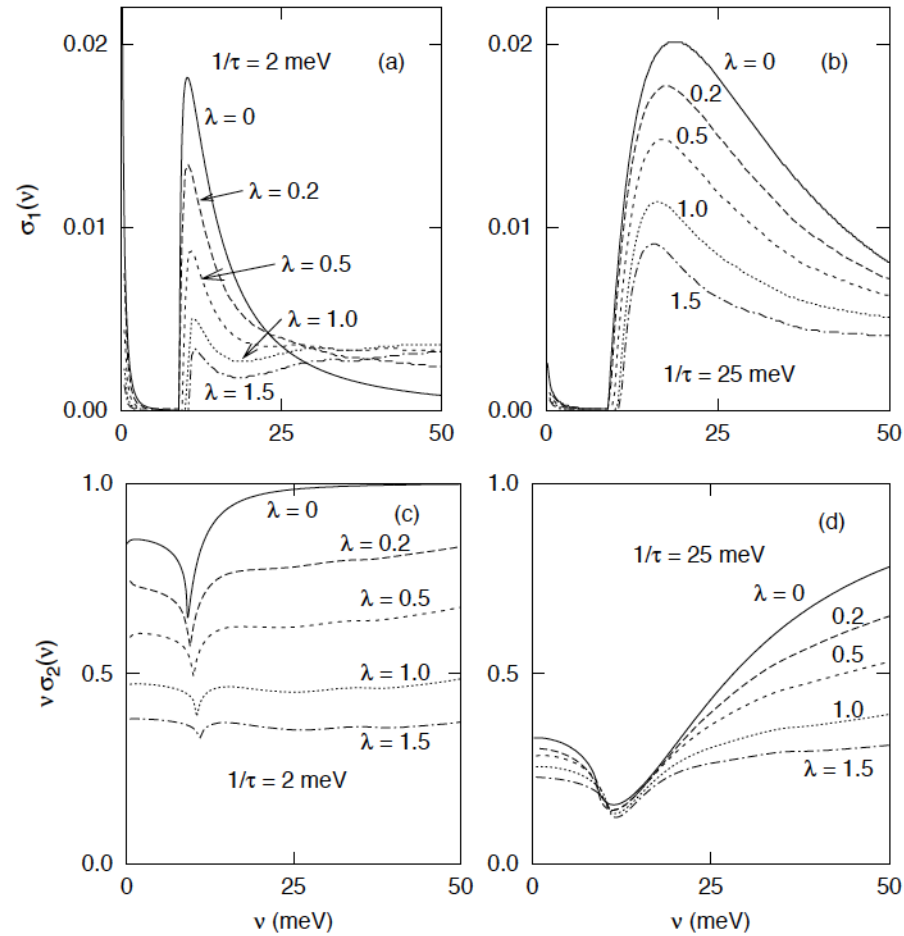 0.02
0.01
0.00
σ1(ν)
1/τ = 2 meV
(a)
λ = 0
λ = 0.2
λ = 0.5
λ = 1.0
λ = 1.5
0
25
50
0.02
0.01
0.00
λ = 0
(b)
0.2
0.5
1.0
1.5
1/τ = 25 meV
0
25
50
1.0
0.5
0.0
ν σ2(ν)
λ = 0
(c)
λ = 0.2
λ = 0.5
λ = 1.0
λ = 1.5
1/τ = 2 meV
0
25
50
ν (meV)
1.0
0.5
0.0
(d)
1/τ = 25 meV
λ = 0
0.2
0.5
1.0
λ = 1.5
0
25
50
ν (meV)